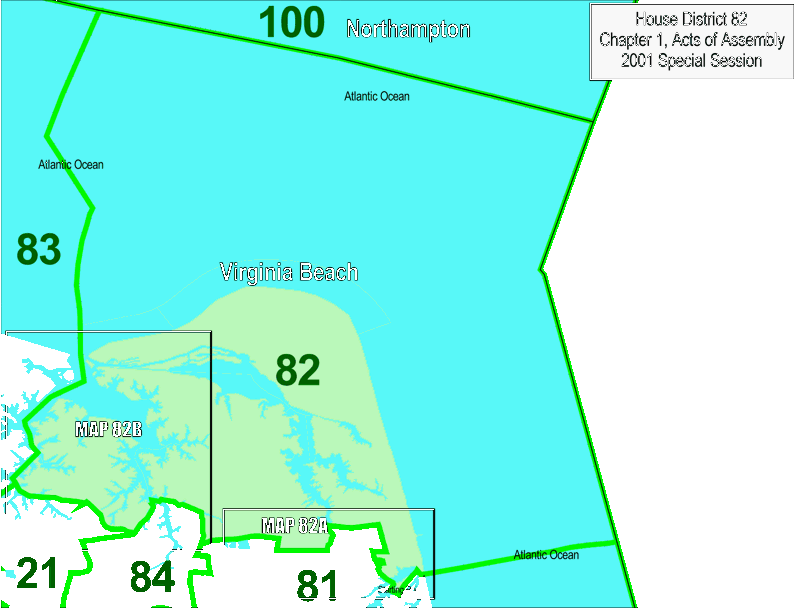 100 Northampton
House District 82
Chapter 1, Acts of Assembly
2001 Special Session
Atlantic Ocean
Atlantic Ocean
83
Virginia Beach
82
MAP 82B
MAP 82A
Atlantic Ocean
21
84
81